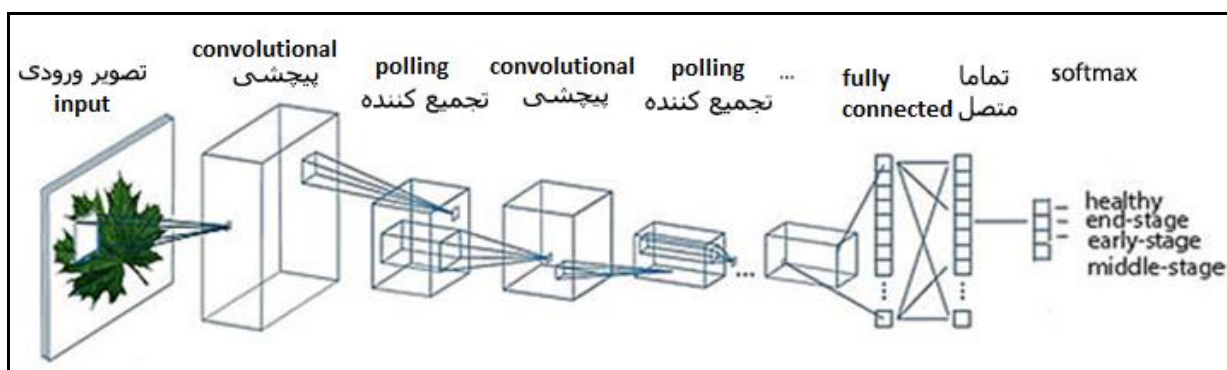 تصویر ورودی
input
convolutional
پیچشی
polling
تجمیع کننده
convolutional
پیچشی
polling
تجمیع کننده
...
fully
connected
تماما
متصل
softmax
...
healthy
end-stage
early-stage
middle-stage